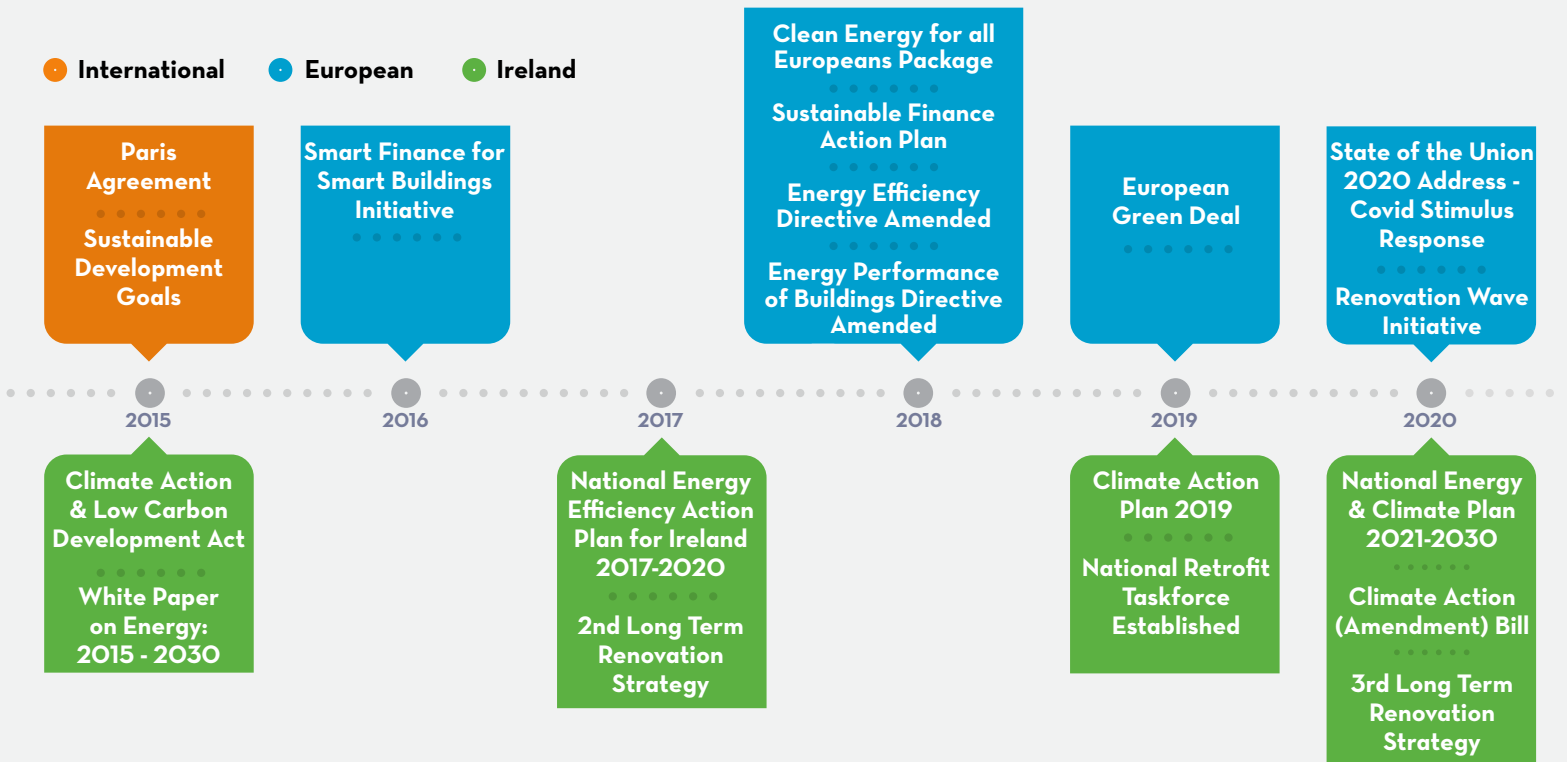 International
European
Ireland
Paris
Agreement
Sustainable
Development
Goals
Smart Finance for
Smart Buildings
Initiative
Clean Energy for all
Europeans Package
Sustainable Finance
Action Plan
Energy Efficiency
Directive Amended
Energy Performance
of Buildings Directive
Amended
European
Green Deal
State of the Union
2020 Address -
Covid Stimulus
Response
Renovation Wave
Initiative
2015
2016
2017
2018
2019
2020
Climate Action
& Low Carbon
Development Act
White Paper
on Energy:
2015 - 2030
National Energy
Efficiency Action
Plan for Ireland
2017-2020
2nd Long Term
Renovation
Strategy
Climate Action
Plan 2019
National Retrofit
Taskforce
Established
National Energy
& Climate Plan
2021-2030
Climate Action
(Amendment) Bill
3rd Long Term
Renovation
Strategy